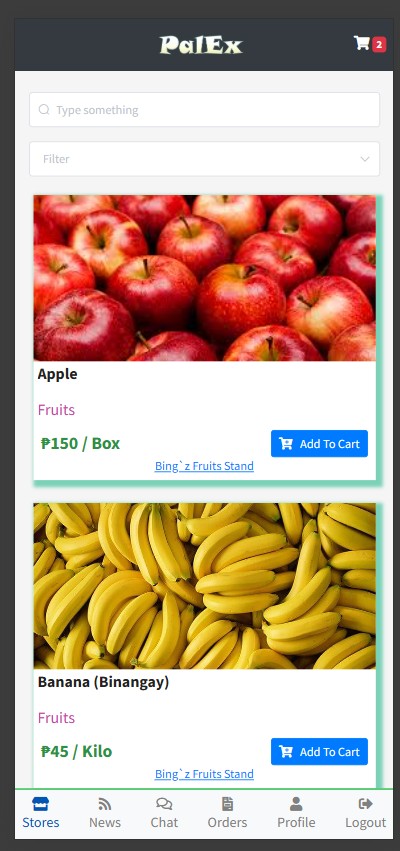 PalEx
2
Type something
Filter
Apple
Fruits
₱150 / Box
Add To Cart
Bing`z Fruits Stand
Banana (Binangay)
Fruits
₱45 / Kilo
Add To Cart
Bing`z Fruits Stand
Stores News Chat Orders Profile Logout